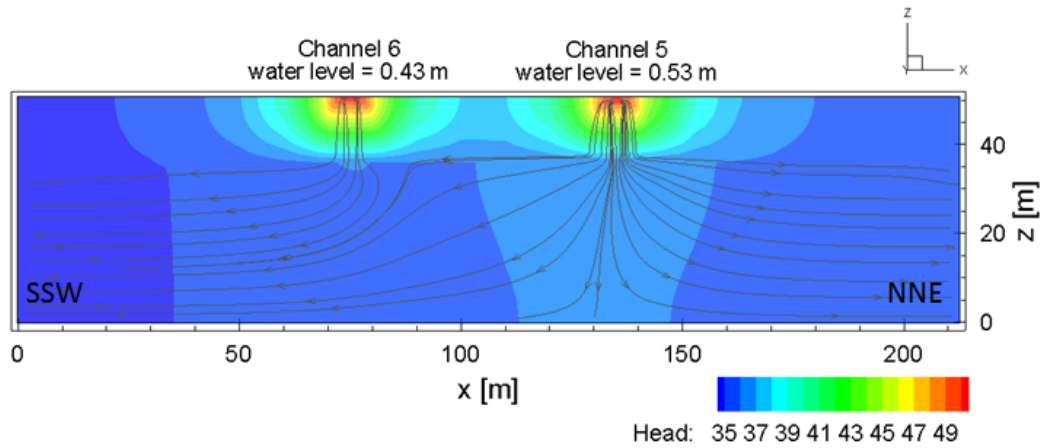 z
x
Channel 6
water level = 0.43 m
Channel 5
water level = 0.53 m
40
20
0
z [m]
SSW
NNE
0
50
100
150
200
x [m]
Head: 35 37 39 41 43 45 47 49